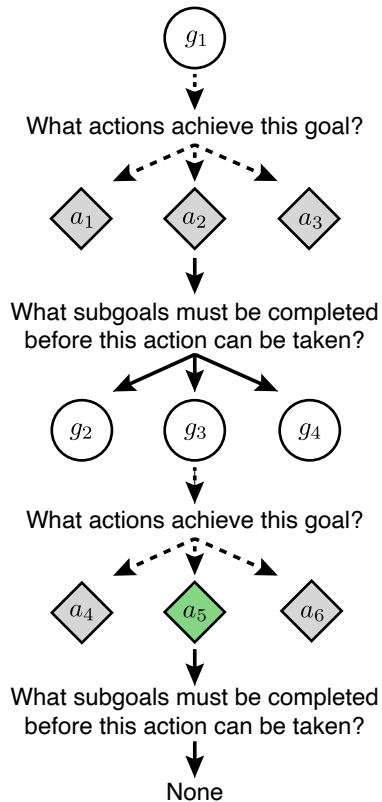 g1
What actions achieve this goal?
a1 a2 a3
What subgoals must be completed
before this action can be taken?
g2 g3 g4
What actions achieve this goal?
a4 a5 a6
What subgoals must be completed
before this action can be taken?
None